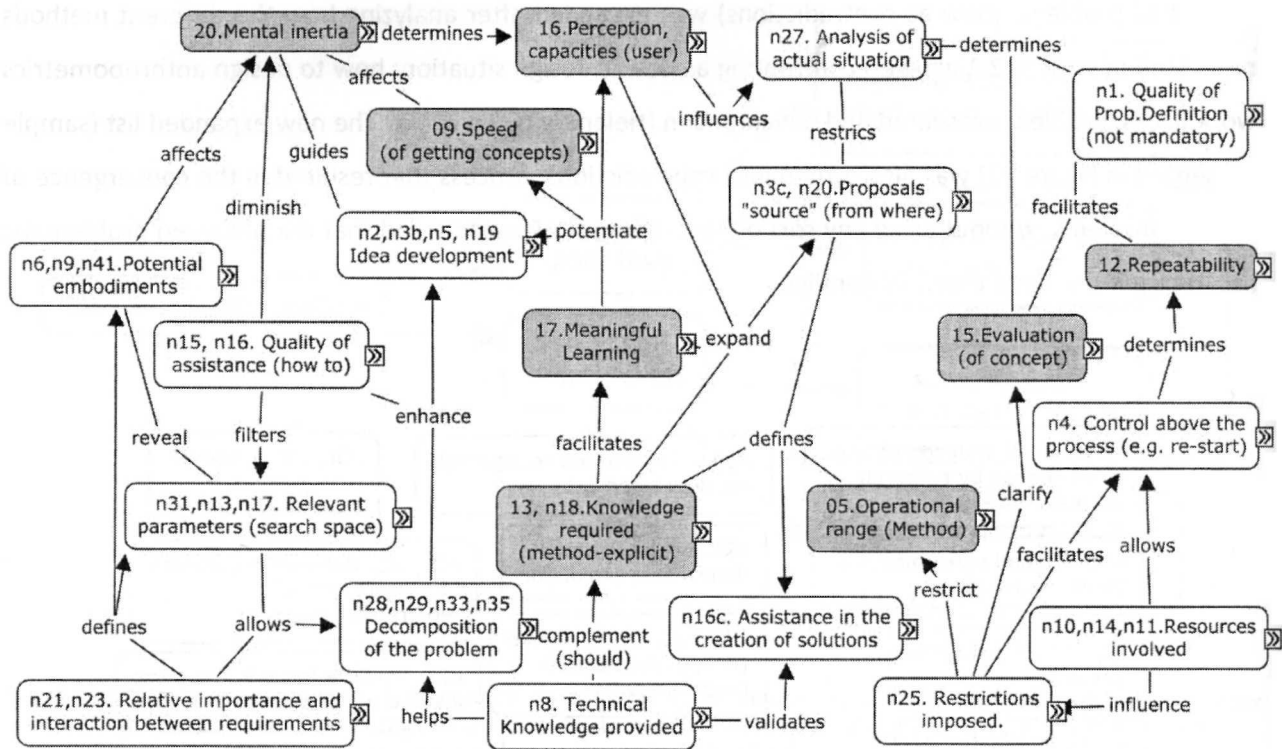 20.Mental inertia
determines
16.Perception,
capacities (user)
n27. Analysis of
actual situation
determines
n1. Quality of
Prob.Definition
(not mandatory)
affects
influences
09.Speed
(of getting concepts)
restrics
affects
guides
diminish
n3c, n20.Proposals
"source" (from where)
facilitates
n2,n3b,n5, n19
Idea development
potentiate
n6,n9,n41.Potential
embodiments
12.Repeatability
n15, n16. Quality of
assistance (how to)
17.Meaningful
Learning
expand
15.Evaluation
(of concept)
determines
enhance
reveal
filters
facilitates
defines
n4. Control above the
process (e.g. re-start)
n31,n13,n17. Relevant
parameters (search space)
13, n18.Knowledge
required
(method-explicit)
05.Operational
range (Method)
clarify
facilitates
allows
restrict
defines
allows
n28,n29,n33,n35
Decomposition
of the problem
complement
(should)
n16c. Assistance in the
creation of solutions
n10,n14,n11.Resources
involved
n21,n23. Relative importance and
interaction between requirements
helps
n8. Technical
Knowledge provided
validates
n25. Restrictions
imposed.
influence